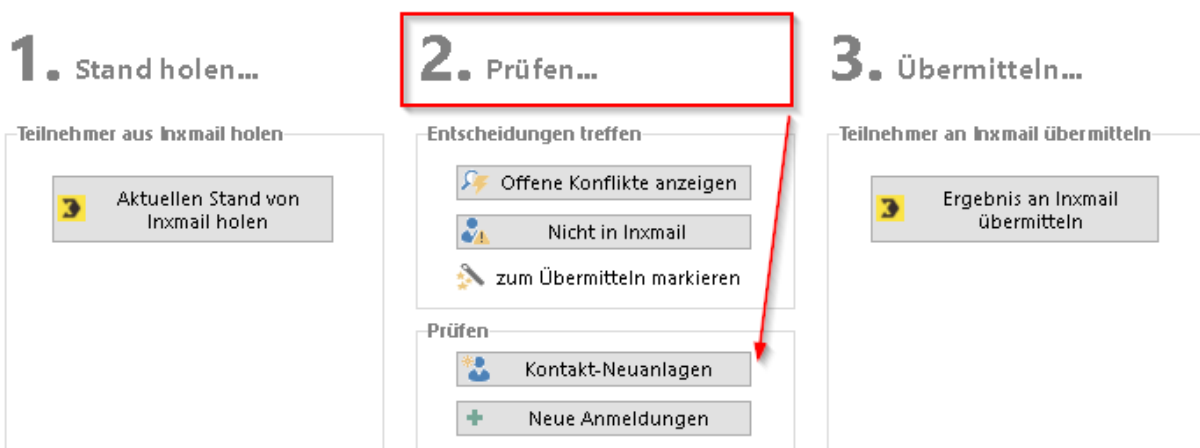 1. Stand holen...
Teilnehmer aus Inxmail holen
Aktuellen Stand von
Inxmail holen
2. Prüfen...
Entscheidungen treffen
Offene Konflikte anzeigen
Nicht in Inxmail
zum Übermitteln markieren
Prüfen
Kontakt-Neuanlagen
Neue Anmeldungen
3. Übermitteln...
Teilnehmer an Inxmail übermitteln
Ergebnis an Inxmail
übermitteln